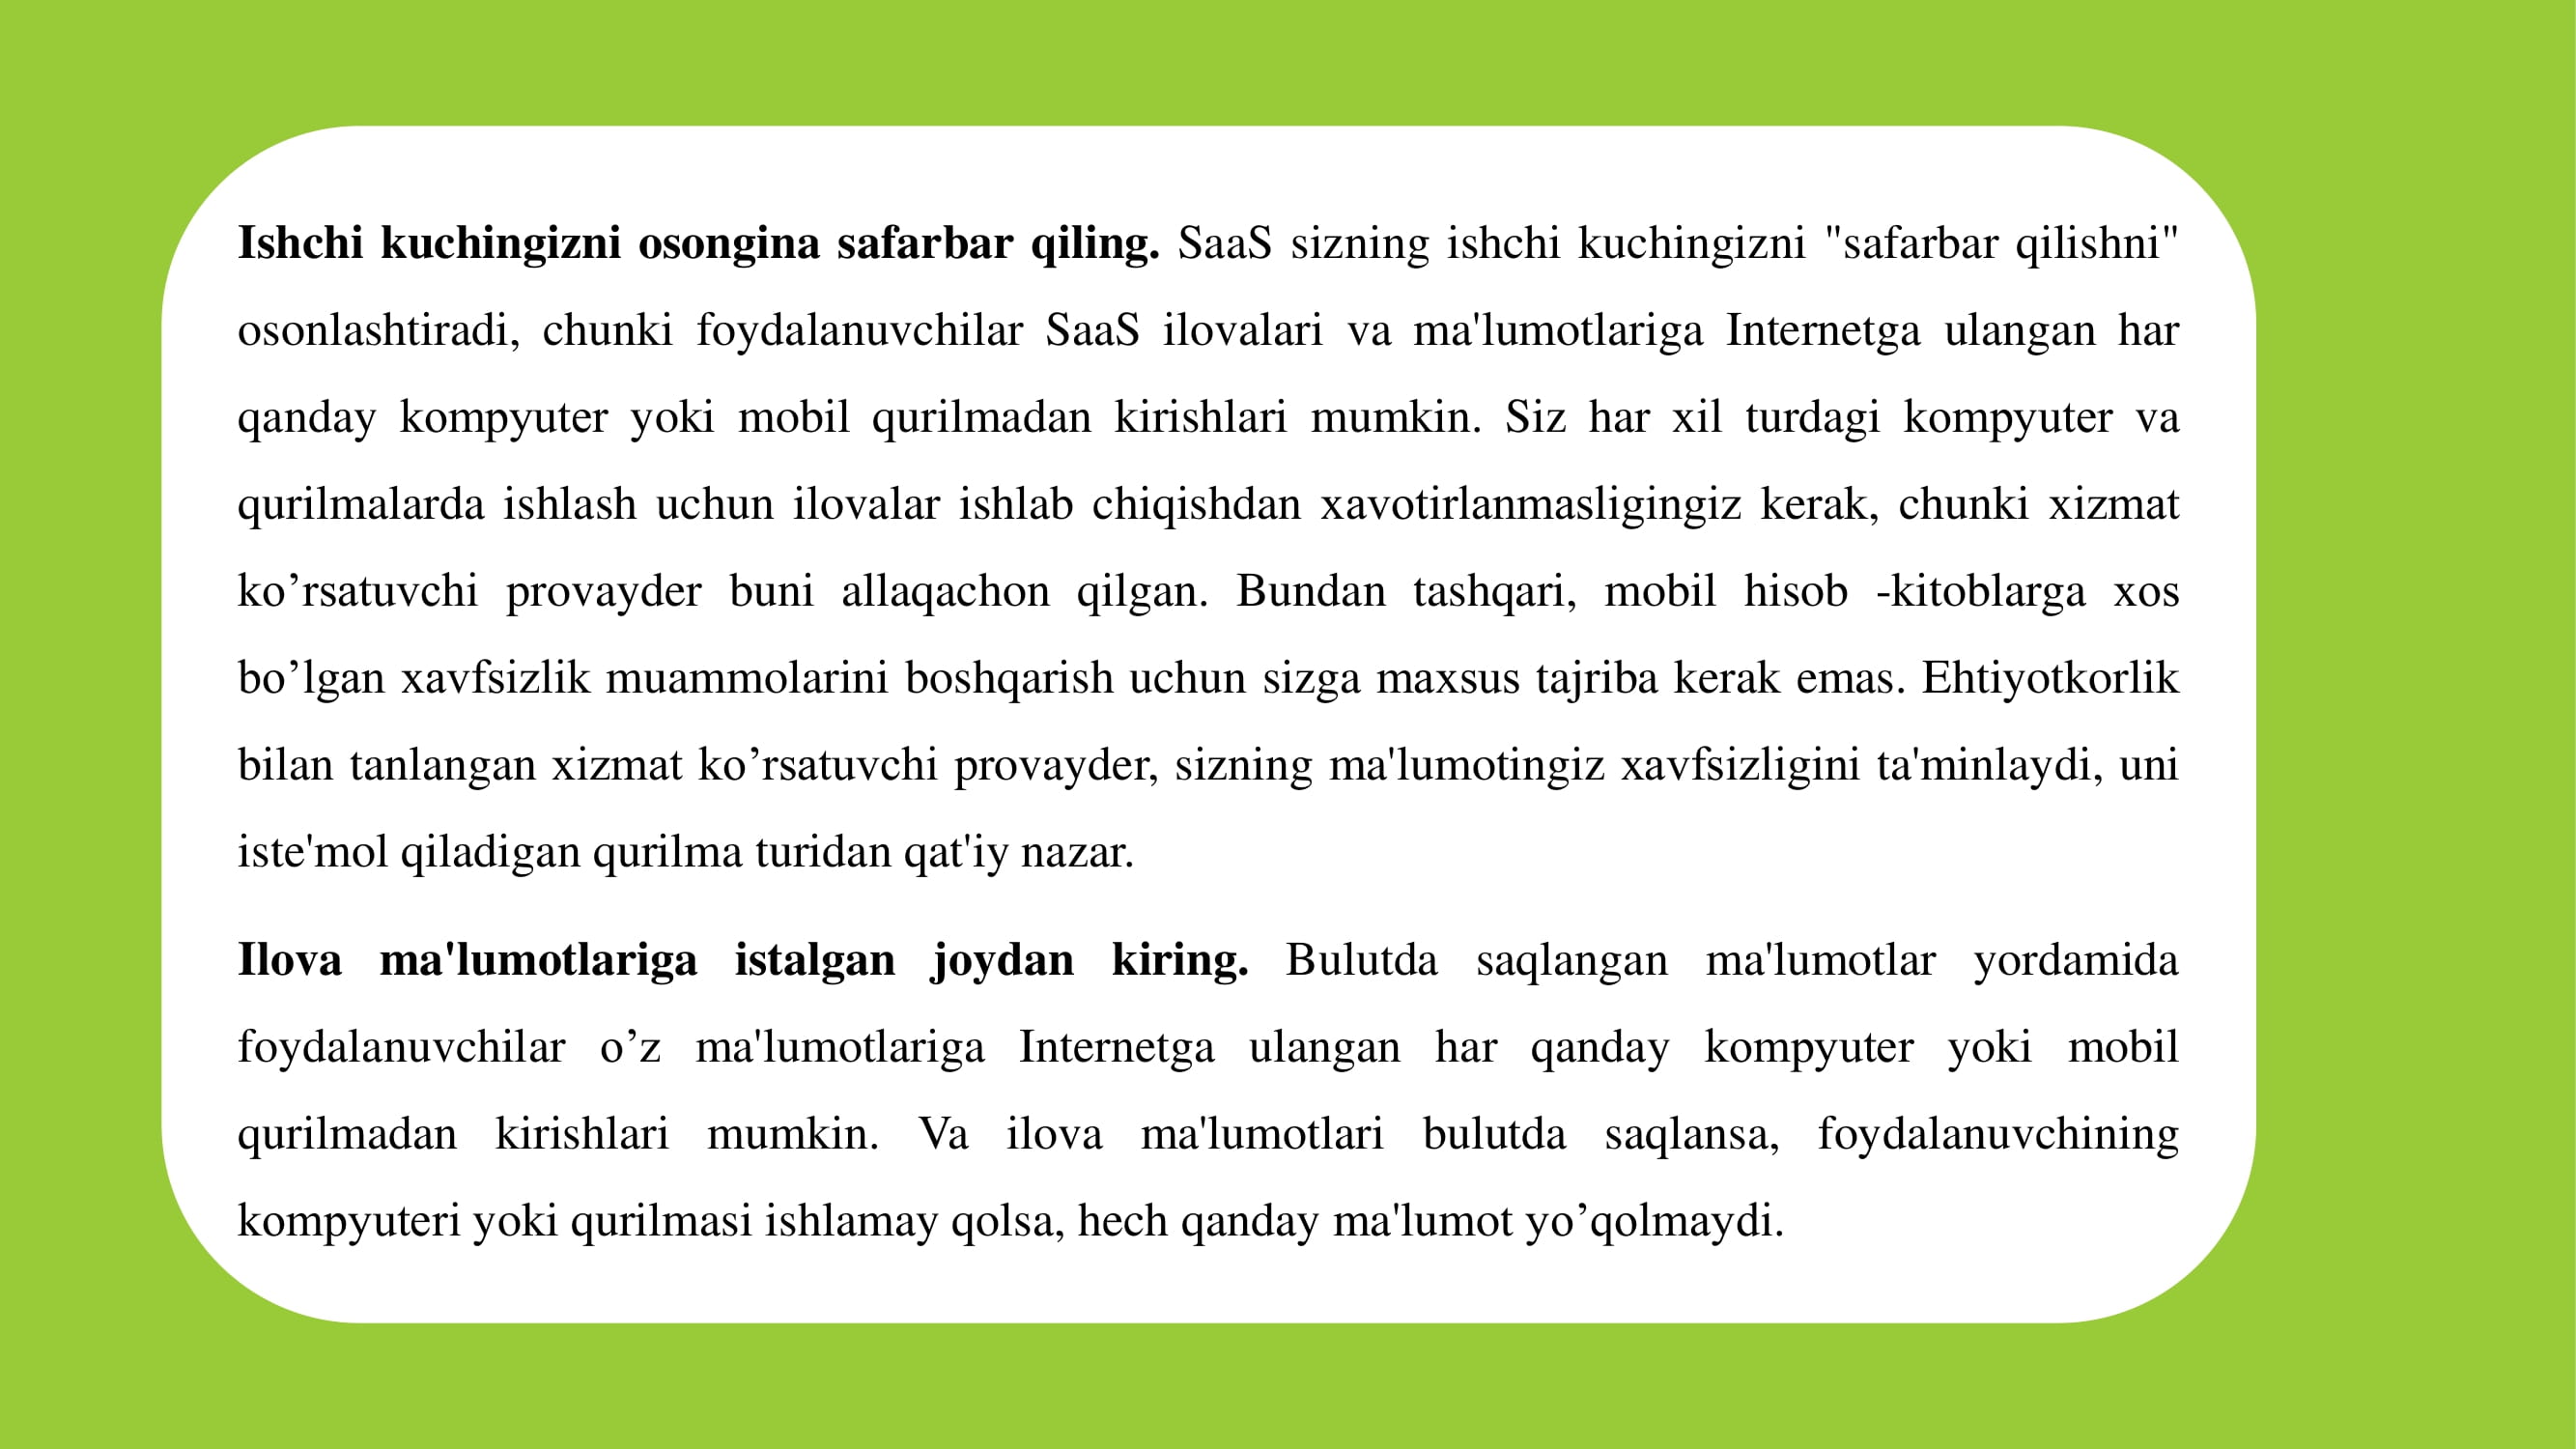 Ishchi kuchingizni osongina safarbar qiling. SaaS sizning ishchi kuchingizni "safarbar qilishni"
osonlashtiradi, chunki foydalanuvchilar SaaS ilovalari va ma'lumotlariga Internetga ulangan har
qanday kompyuter yoki mobil qurilmadan kirishlari mumkin. Siz har xil turdagi kompyuter va
qurilmalarda ishlash uchun ilovalar ishlab chiqishdan xavotirlanmasligingiz kerak, chunki xizmat
ko’rsatuvchi provayder buni allaqachon qilgan. Bundan tashqari, mobil hisob -kitoblarga xos
bo’lgan xavfsizlik muammolarini boshqarish uchun sizga maxsus tajriba kerak emas. Ehtiyotkorlik
bilan tanlangan xizmat ko’rsatuvchi provayder, sizning ma'lumotingiz xavfsizligini ta'minlaydi, uni
iste'mol qiladigan qurilma turidan qat'iy nazar.
Ilova ma'lumotlariga istalgan joydan kiring. Bulutda saqlangan ma'lumotlar yordamida
foydalanuvchilar o’z ma'lumotlariga Internetga ulangan har qanday kompyuter yoki mobil
qurilmadan kirishlari mumkin. Va ilova ma'lumotlari bulutda saqlansa, foydalanuvchining
kompyuteri yoki qurilmasi ishlamay qolsa, hech qanday ma'lumot yo’qolmaydi.